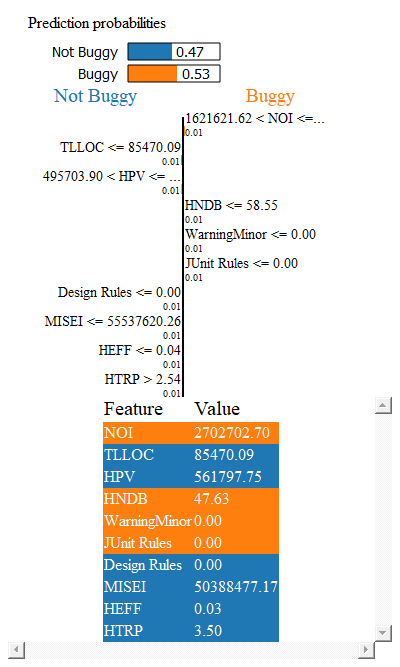 Prediction probabilities
Not Buggy 0.47
Buggy 0.53
Not Buggy Buggy
1621621.62 < NOI <=...
0.01
TLLOC <= 85470.09
0.01
495703.90 < HPV <= ...
0.01
HNDB <= 58.55
0.01
WarningMinor <= 0.00
0.01
JUnit Rules <= 0.00
0.01
Design Rules <= 0.00
0.01
MISEI <= 55537620.26
0.01
HEFF <= 0.04
0.01
HTRP > 2.54
0.01
Feature Value
NOI 2702702.70
TLLOC 85470.09
HPV 561797.75
HNDB 47.63
WarningMinor 0.00
JUnit Rules 0.00
Design Rules 0.00
MISEI 50388477.17
HEFF 0.03
HTRP 3.50